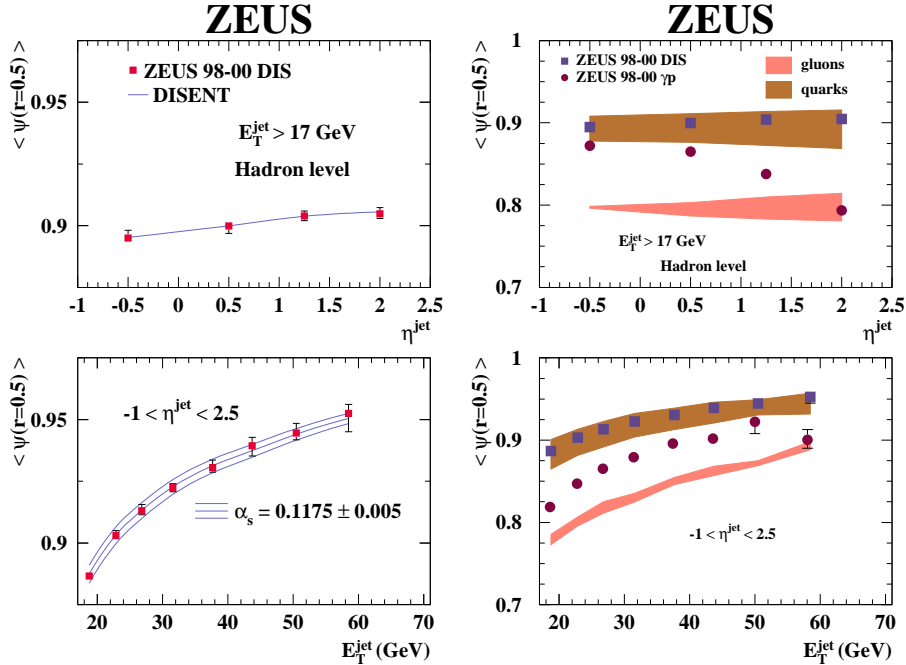 ZEUS
< ψ(r=0.5) >
0.95
0.9
ZEUS 98-00 DIS
DISENT
E_T^jet > 17 GeV
Hadron level
-1 -0.5 0 0.5 1 1.5 2 2.5
η^jet
ZEUS
< ψ(r=0.5) >
1
0.9
0.8
0.7
ZEUS 98-00 DIS
ZEUS 98-00 γp
gluons
quarks
E_T^jet > 17 GeV
Hadron level
-1 -0.5 0 0.5 1 1.5 2 2.5
η^jet
< ψ(r=0.5) >
0.95
0.9
-1 < η^jet < 2.5
α_s = 0.1175 ± 0.005
20 30 40 50 60 70
E_T^jet (GeV)
< ψ(r=0.5) >
1
0.9
0.8
0.7
-1 < η^jet < 2.5
20 30 40 50 60 70
E_T^jet (GeV)